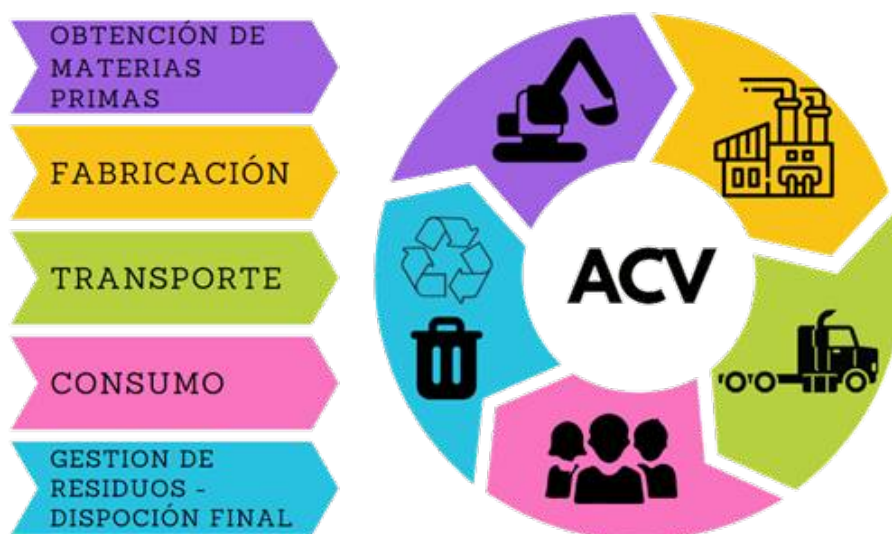 OBTENCIÓN DE
MATERIAS
PRIMAS
FABRICACIÓN
TRANSPORTE
CONSUMO
GESTION DE
RESIDUOS -
DISPOCIÓN FINAL
ACV